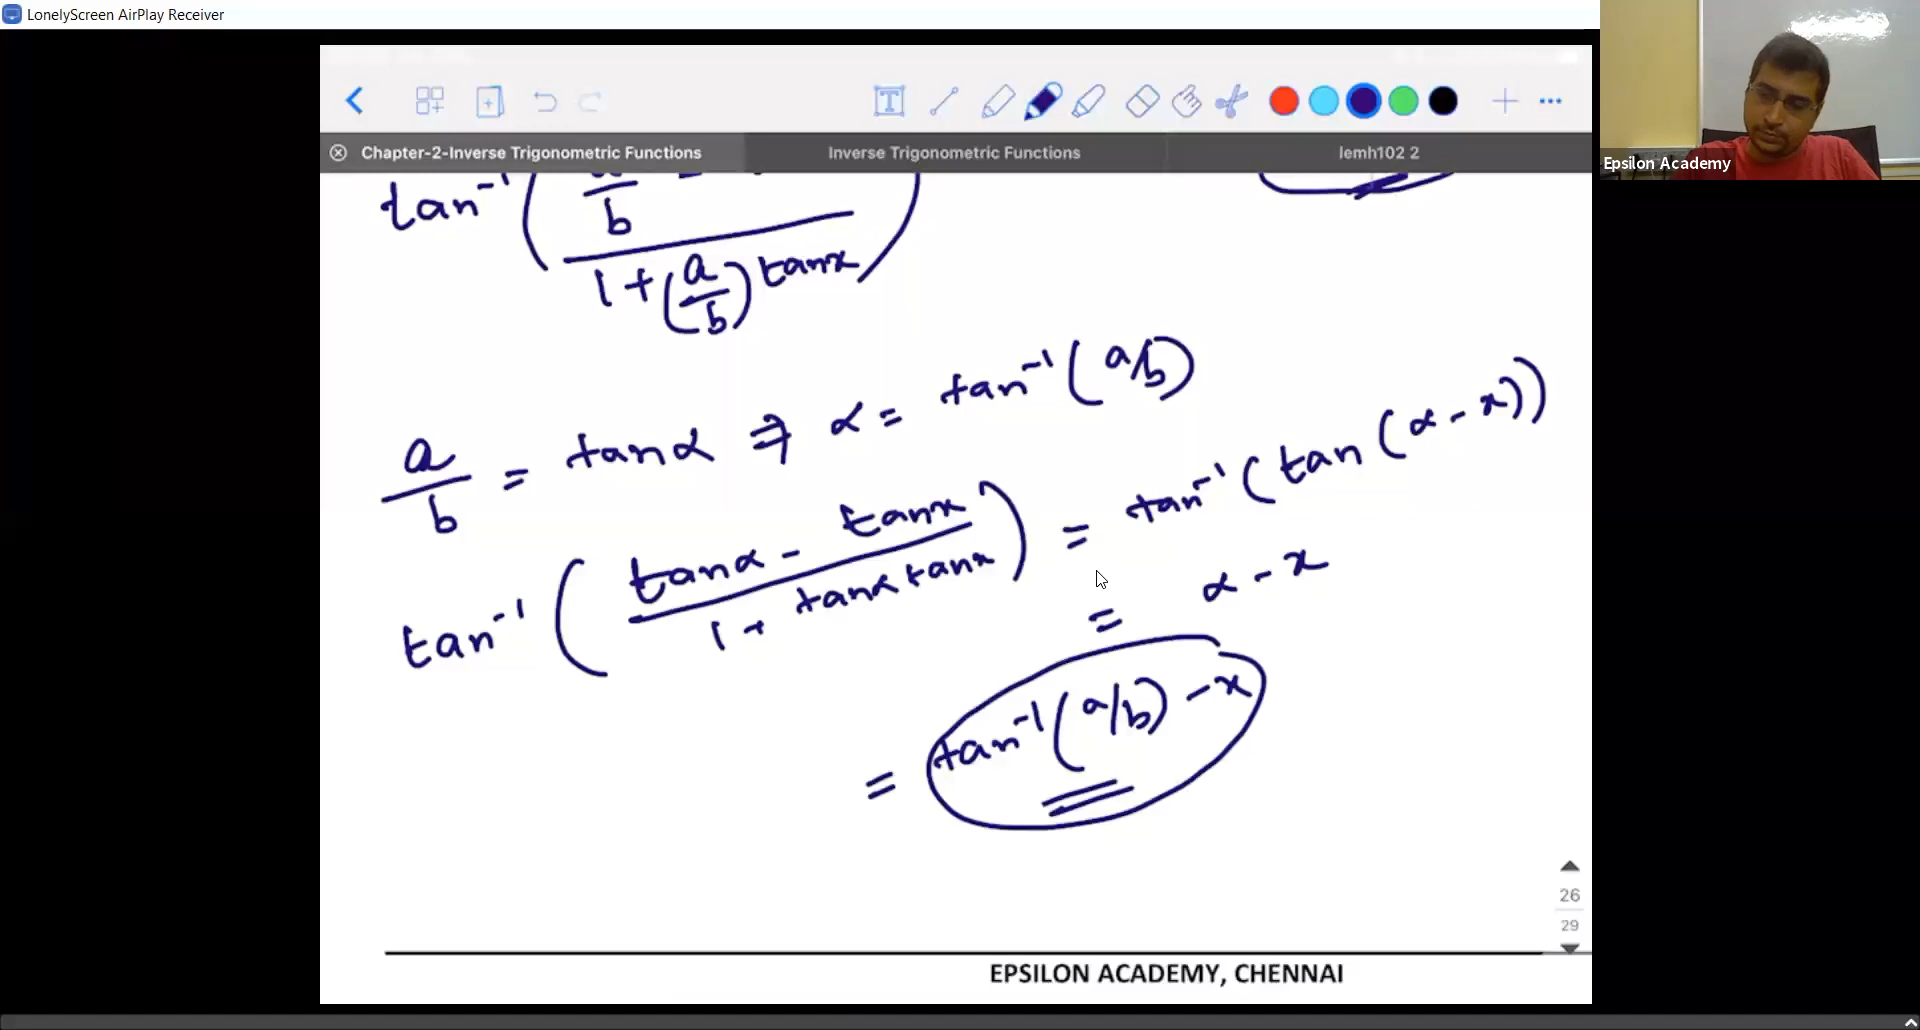 LonelyScreen AirPlay Receiver
Chapter-2-Inverse Trigonometric Functions
Inverse Trigonometric Functions
lemh102 2
Epsilon Academy
tan⁻¹ ( a/b - / 1 + (a/b) tanx )
a/b = tanα ⇒ α = tan⁻¹ (a/b)
tan⁻¹ ( tanα - tanx / 1 + tanα tanx ) = tan⁻¹ (tan (α - x))
= α - x
= tan⁻¹ (a/b) - x
26
29
EPSILON ACADEMY, CHENNAI